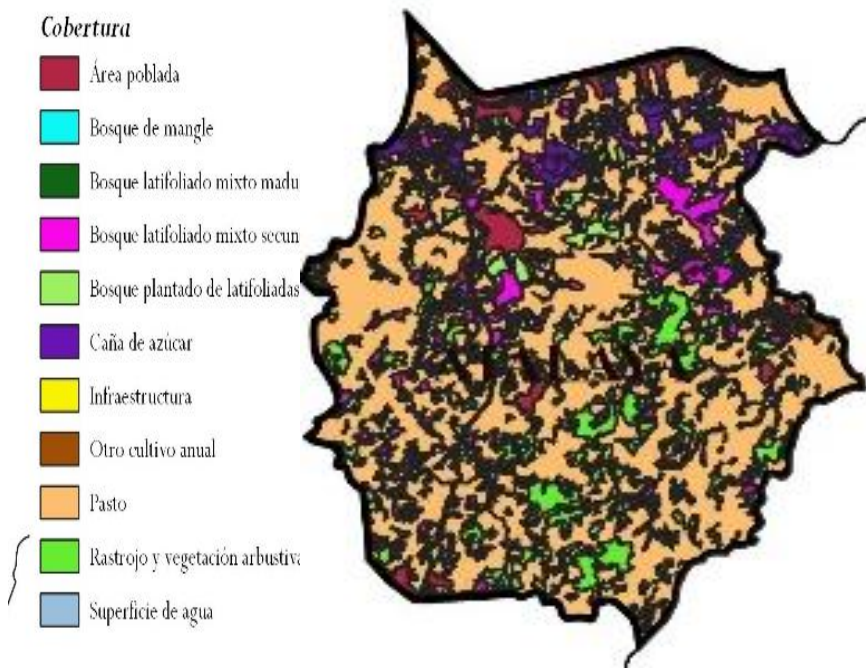 Cobertura
Área poblada
Bosque de mangle
Bosque latifoliado mixto madu
Bosque latifoliado mixto secun
Bosque plantado de latifoliadas
Caña de azúcar
Infraestructura
Otro cultivo anual
Pasto
Rastrojo y vegetación arbustiva
Superficie de agua